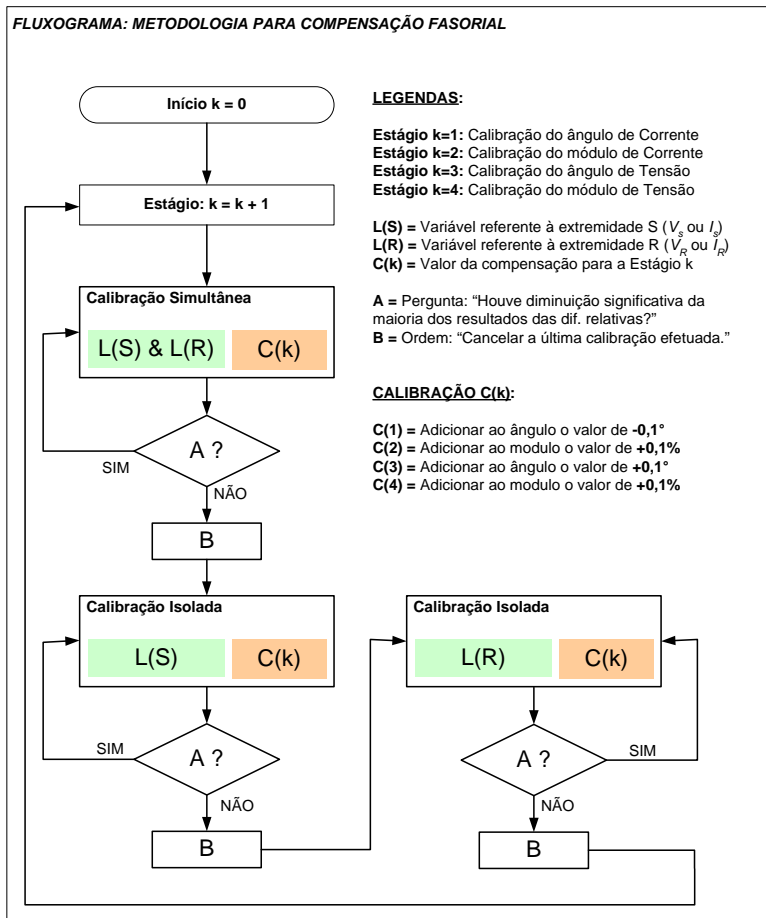 FLUXOGRAMA: METODOLOGIA PARA COMPENSAÇÃO FASORIAL
Início k = 0
Estágio: k = k + 1
Calibração Simultânea
L(S) & L(R)
C(k)
A ?
SIM
NÃO
B
Calibração Isolada
L(S)
C(k)
A ?
SIM
NÃO
B
Calibração Isolada
L(R)
C(k)
A ?
SIM
NÃO
B
LEGENDAS:
Estágio k=1: Calibração do ângulo de Corrente
Estágio k=2: Calibração do módulo de Corrente
Estágio k=3: Calibração do ângulo de Tensão
Estágio k=4: Calibração do módulo de Tensão
L(S) = Variável referente à extremidade S (V_s ou I_s)
L(R) = Variável referente à extremidade R (V_R ou I_R)
C(k) = Valor da compensação para a Estágio k
A = Pergunta: “Houve diminuição significativa da
maioria dos resultados das dif. relativas?”
B = Ordem: “Cancelar a última calibração efetuada.”
CALIBRAÇÃO C(k):
C(1) = Adicionar ao ângulo o valor de -0,1°
C(2) = Adicionar ao modulo o valor de +0,1%
C(3) = Adicionar ao ângulo o valor de +0,1°
C(4) = Adicionar ao modulo o valor de +0,1%